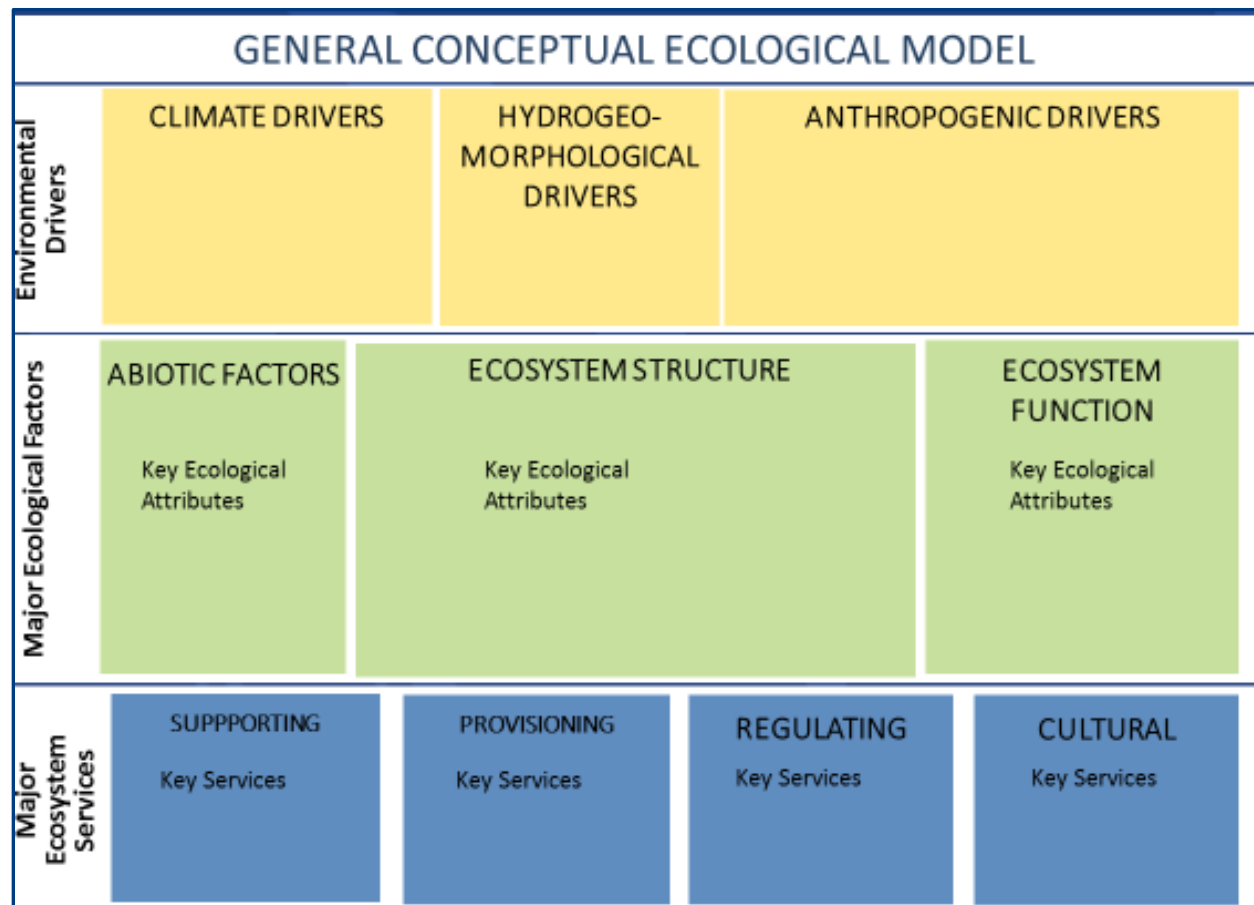 GENERAL CONCEPTUAL ECOLOGICAL MODEL
Environmental
Drivers
CLIMATE DRIVERS
HYDROGEO-
MORPHOLOGICAL
DRIVERS
ANTHROPOGENIC DRIVERS
Major Ecological Factors
ABIOTIC FACTORS
Key Ecological
Attributes
ECOSYSTEM STRUCTURE
Key Ecological
Attributes
ECOSYSTEM
FUNCTION
Key Ecological
Attributes
Major
Ecosystem
Services
SUPPPORTING
Key Services
PROVISIONING
Key Services
REGULATING
Key Services
CULTURAL
Key Services